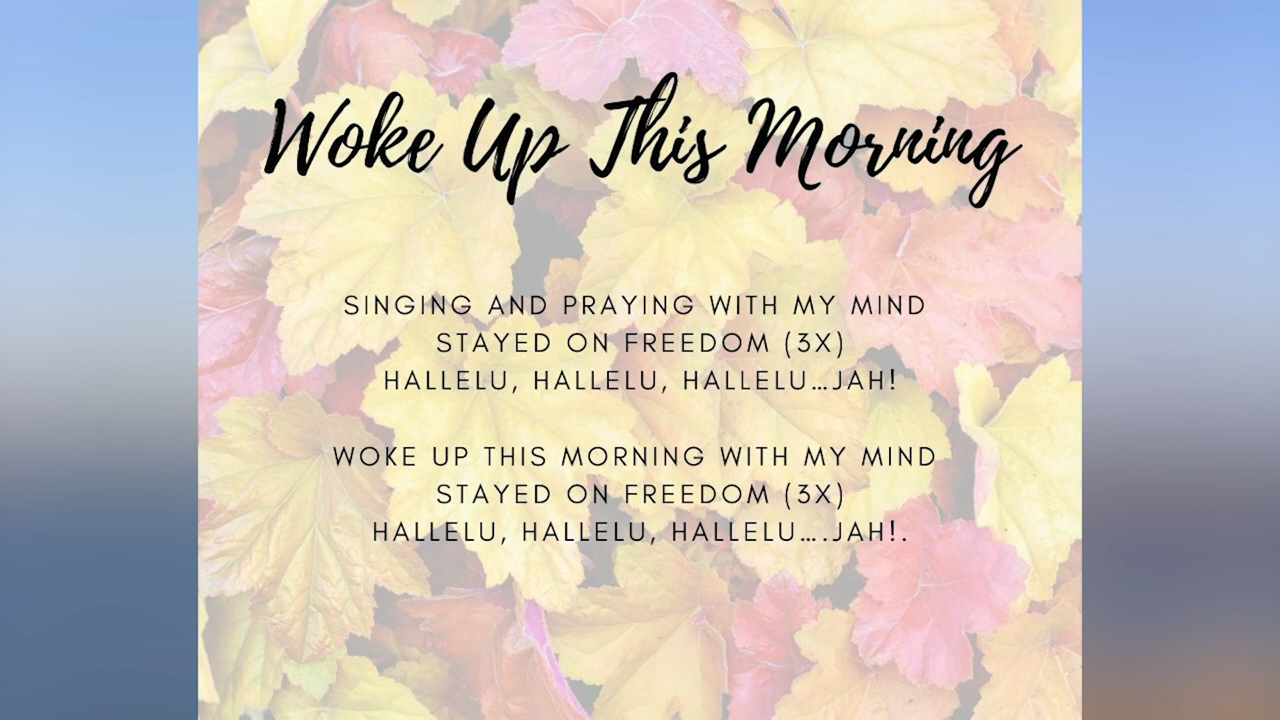 Woke Up This Morning
SINGING AND PRAYING WITH MY MIND
STAYED ON FREEDOM (3X)
HALLELU, HALLELU, HALLELU...JAH!
WOKE UP THIS MORNING WITH MY MIND
STAYED ON FREEDOM (3X)
HALLELU, HALLELU, HALLELU....JAH!.